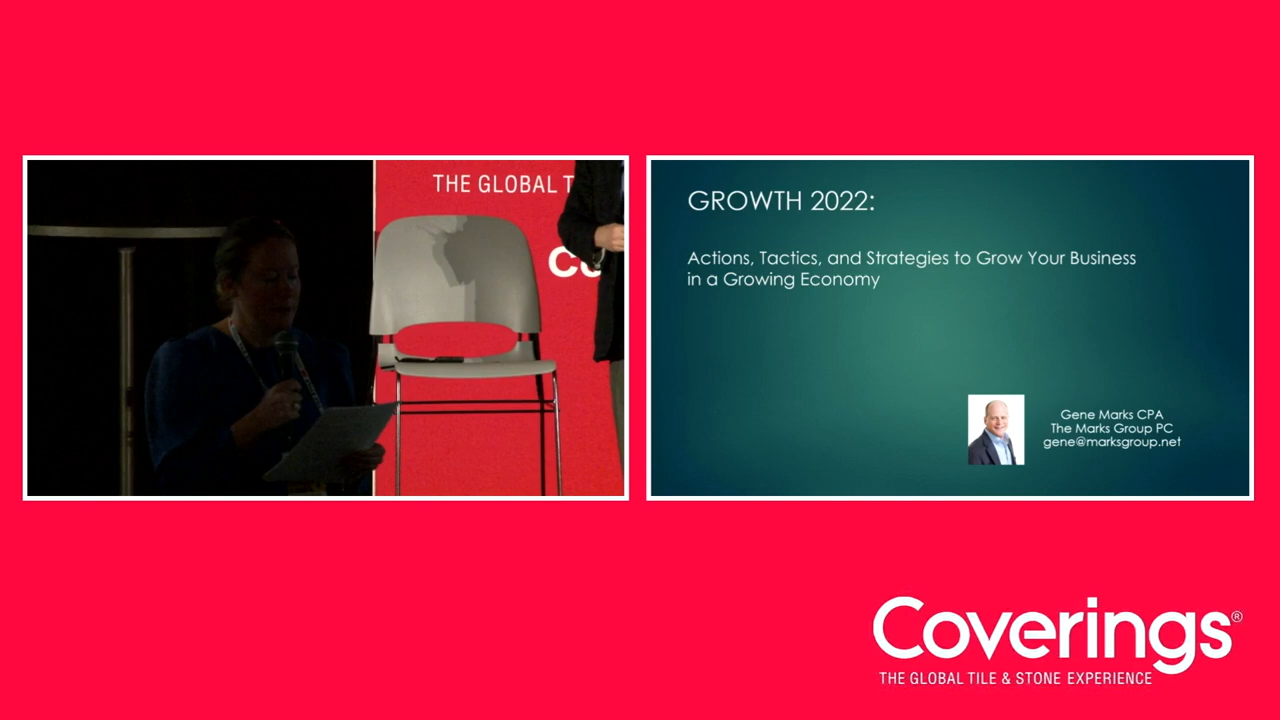 THE GLOBAL T
Co
GROWTH 2022:
Actions, Tactics, and Strategies to Grow Your Business
in a Growing Economy
Gene Marks CPA
The Marks Group PC
gene@marksgroup.net
Coverings®
THE GLOBAL TILE & STONE EXPERIENCE